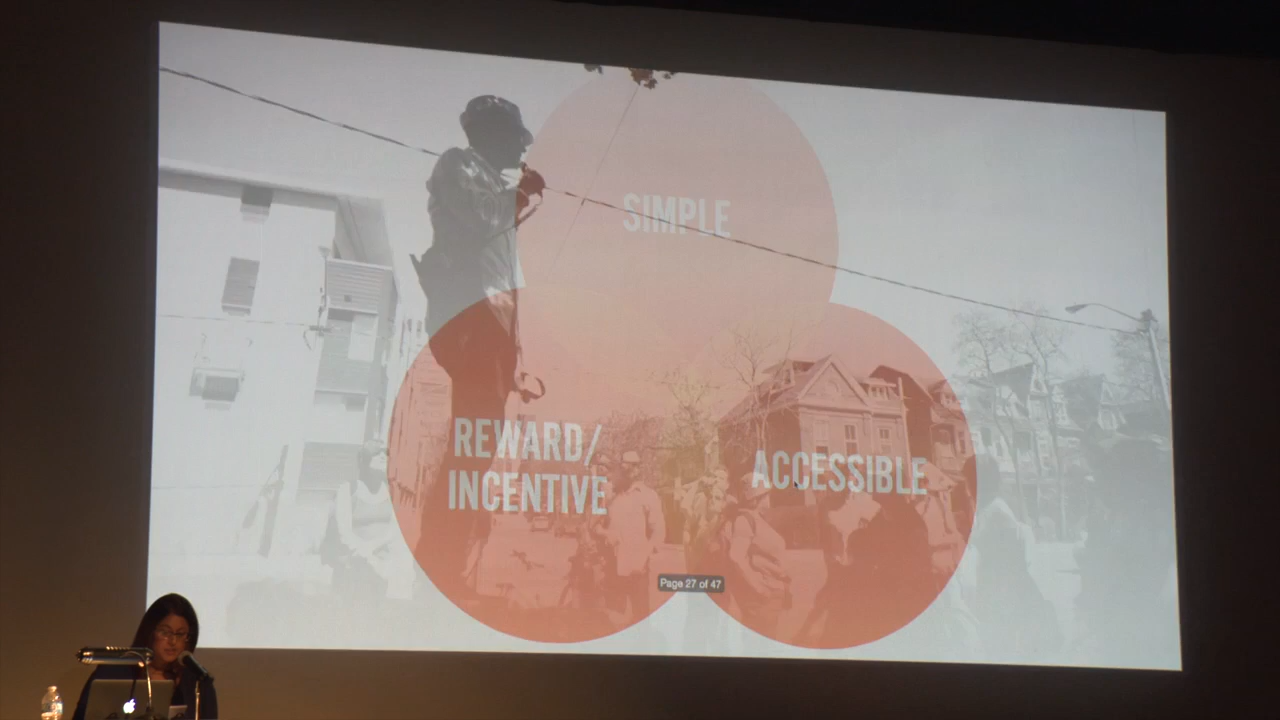 SIMPLE
REWARD/
INCENTIVE
ACCESSIBLE
Page 27 of 47